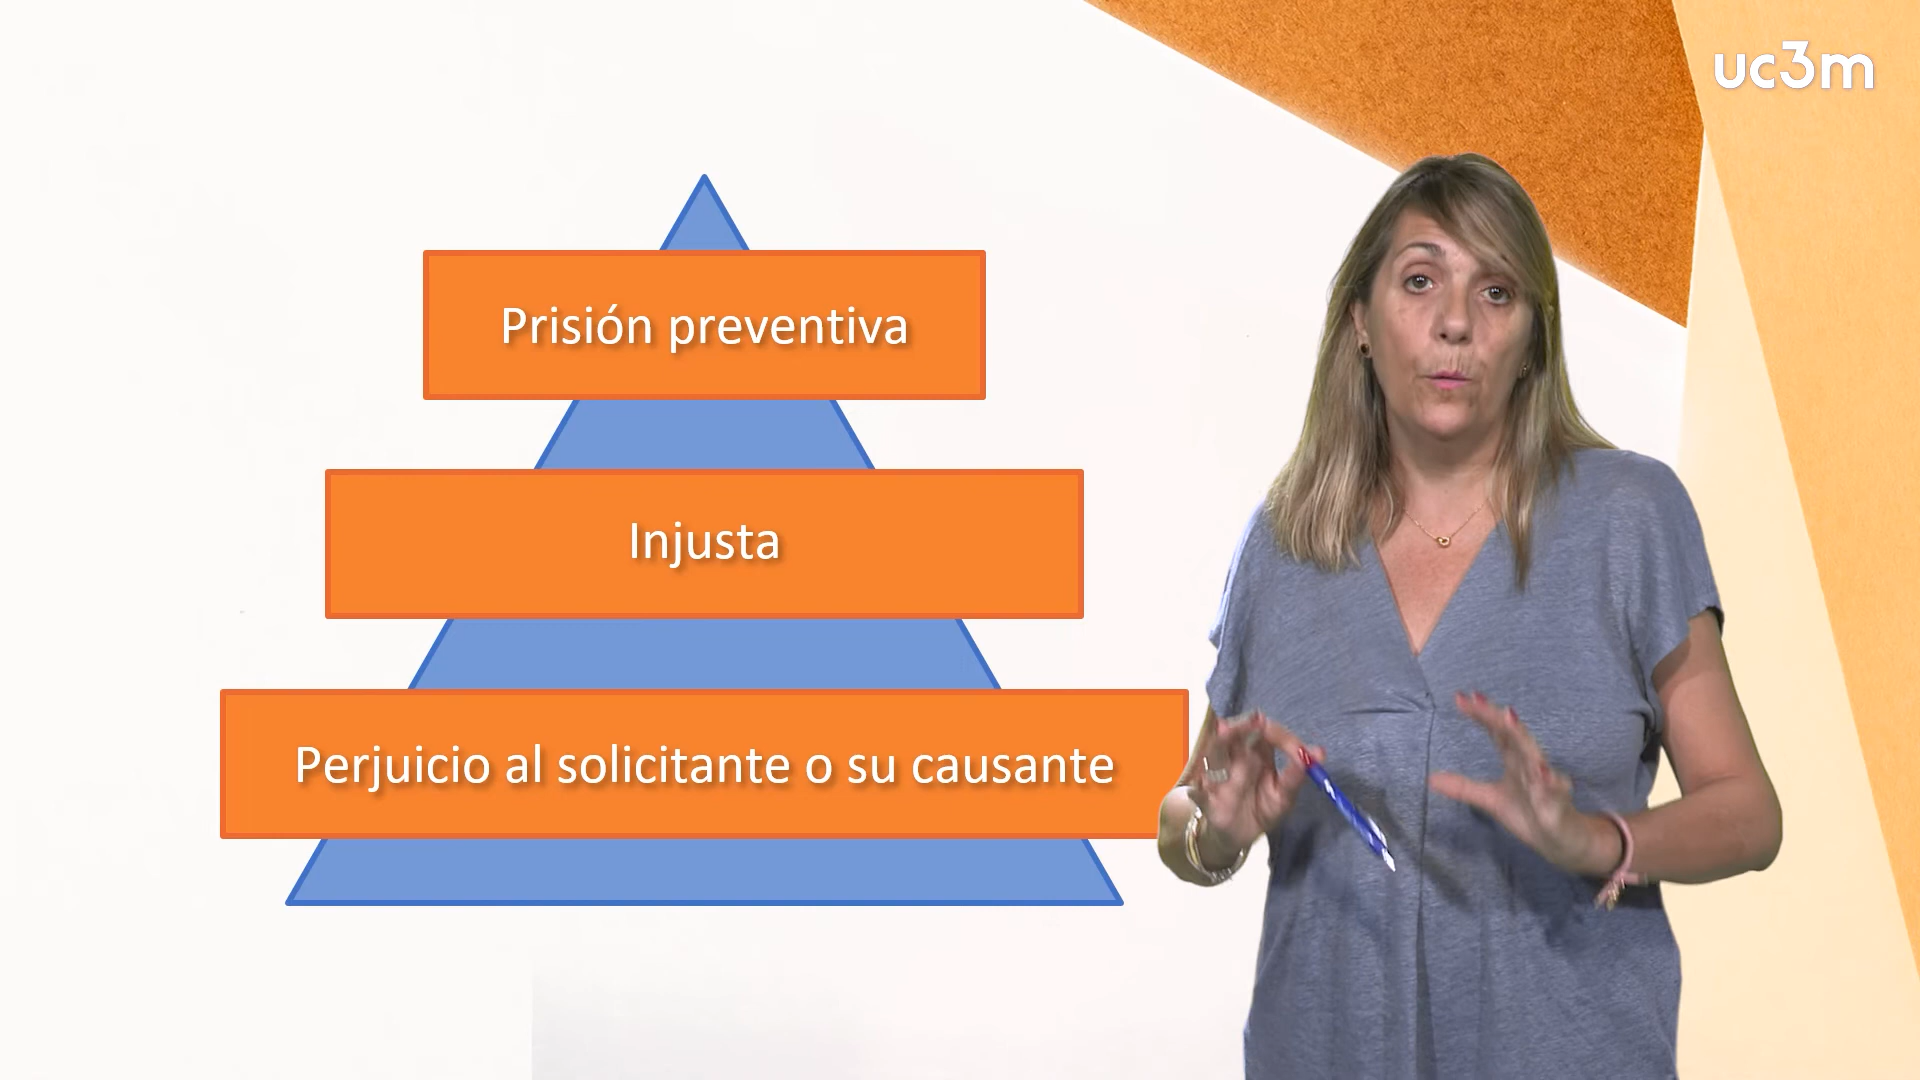 uc3m
Prisión preventiva
Injusta
Perjuicio al solicitante o su causante